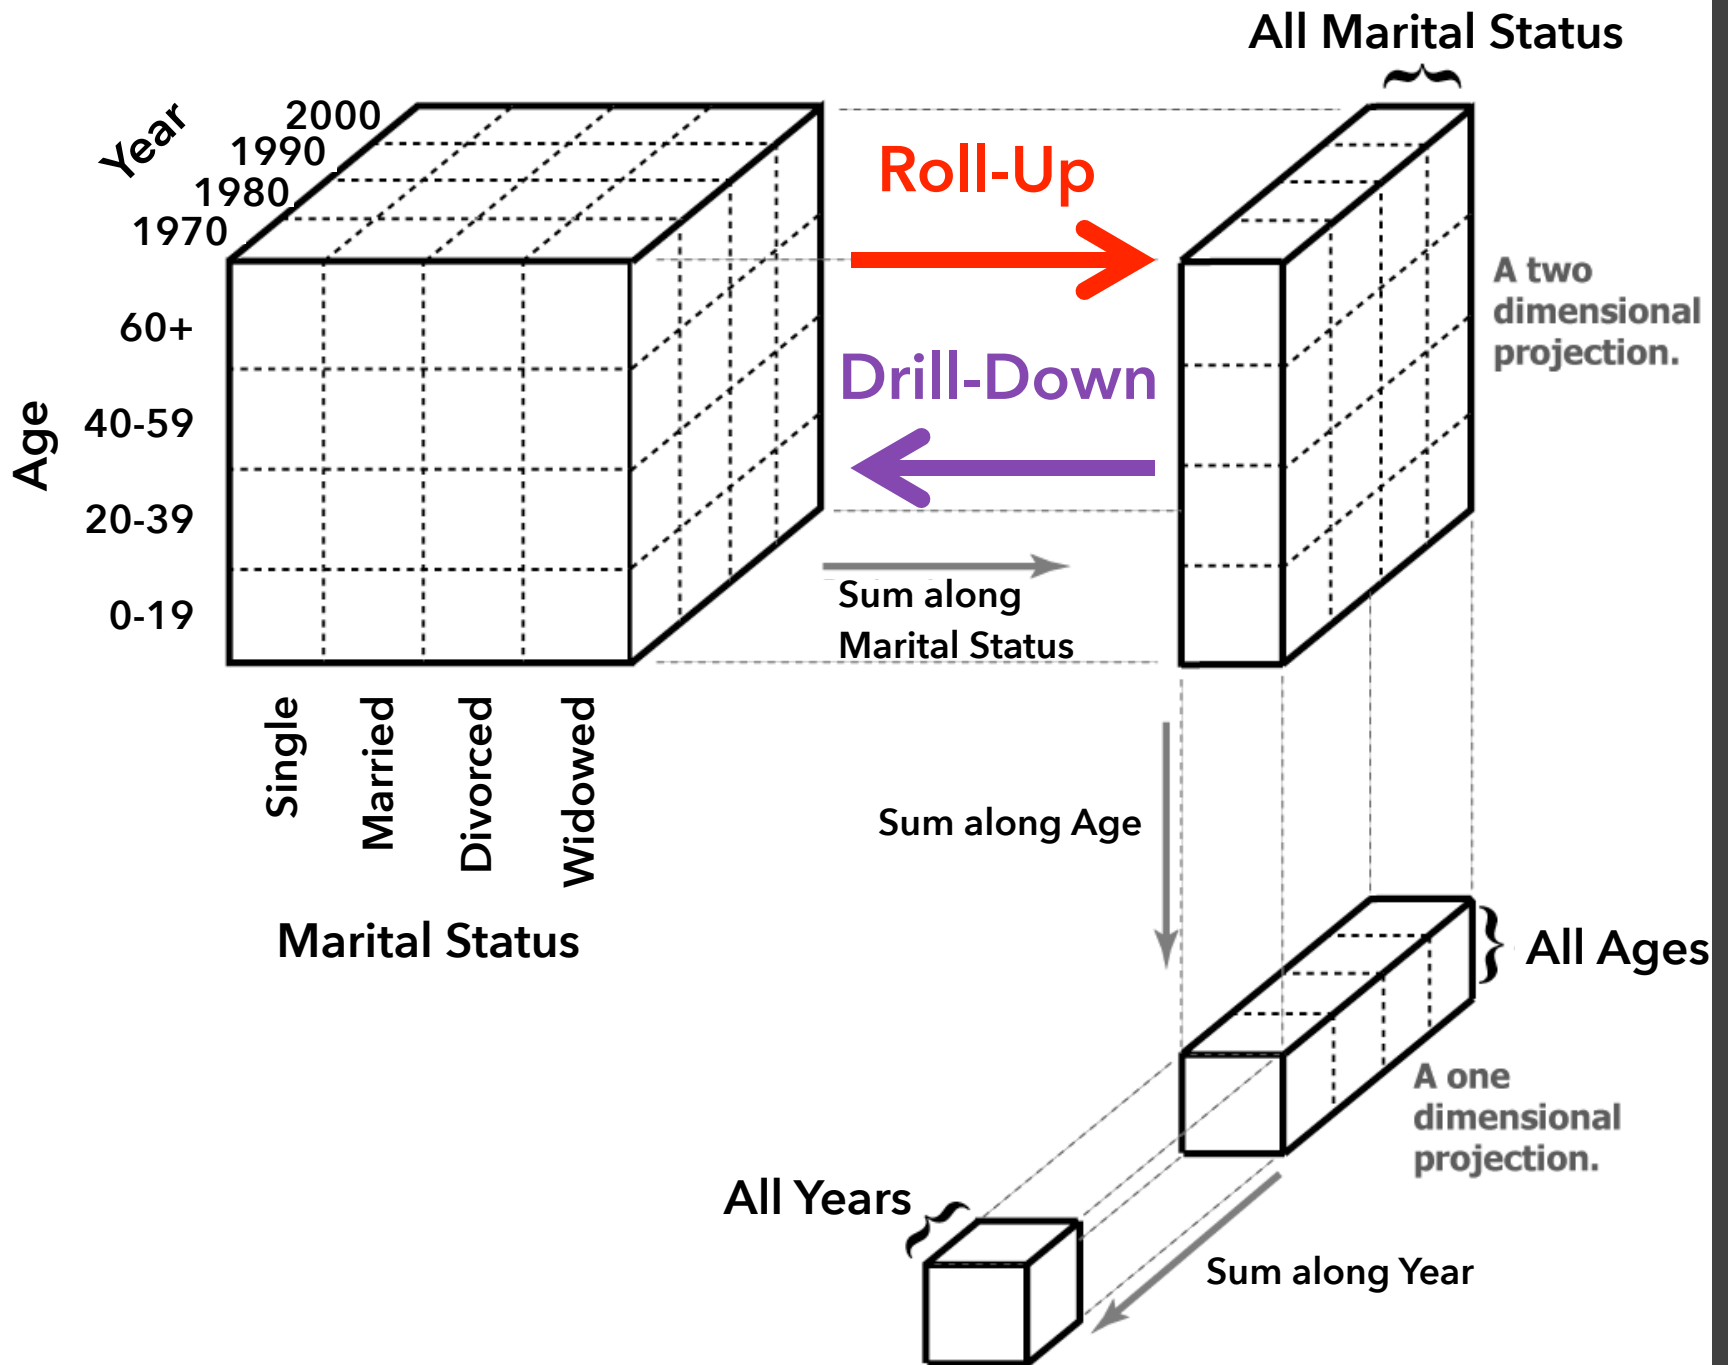 All Marital Status
Year
2000
1990
1980
1970
Roll-Up
A two
dimensional
projection.
60+
Drill-Down
Age
40-59
20-39
0-19
Sum along
Marital Status
Single
Married
Divorced
Widowed
Marital Status
Sum along Age
All Ages
A one
dimensional
projection.
All Years
Sum along Year